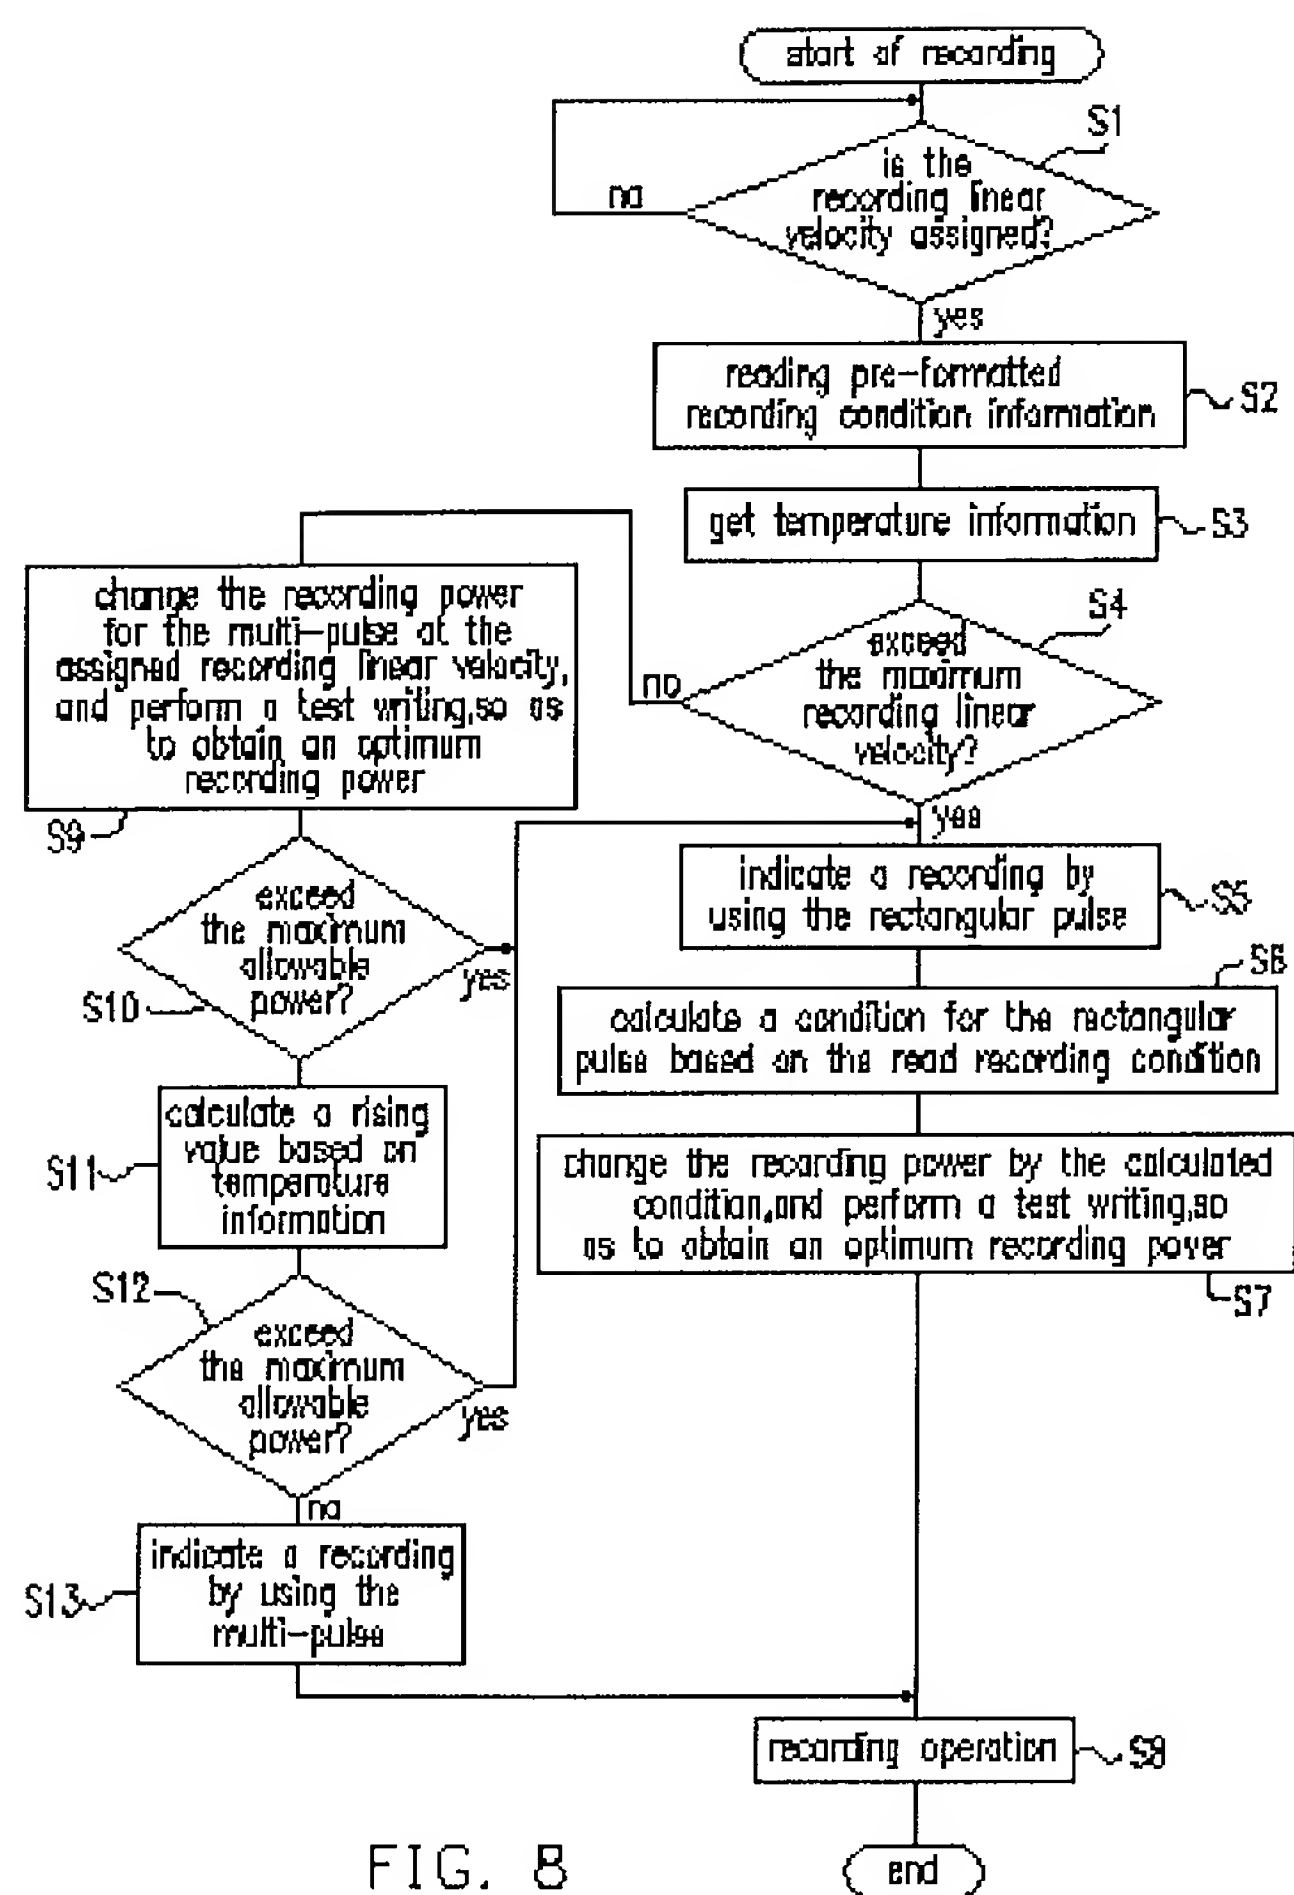 start of recording
S1
is the
recording linear
velocity assigned?
no
yes
reading pre-formatted
recording condition information
S2
get temperature information
S3
S4
exceed
the maximum
recording linear
velocity?
no
yes
change the recording power
for the multi-pulse at the
assigned recording linear velocity,
and perform a test writing,so as
to obtain an optimum
recording power
S9
indicate a recording by
using the rectangular pulse
S5
exceed
the maximum
allowable
power?
yes
S10
S6
calculate a condition for the rectangular
pulse based on the read recording condition
calculate a rising
value based on
temperature
information
S11
change the recording power by the calculated
condition,and perform a test writing,so
as to obtain an optimum recording power
S7
S12
exceed
the maximum
allowable
power?
yes
no
indicate a recording
by using the
multi-pulse
S13
recording operation
S8
end
FIG. 8